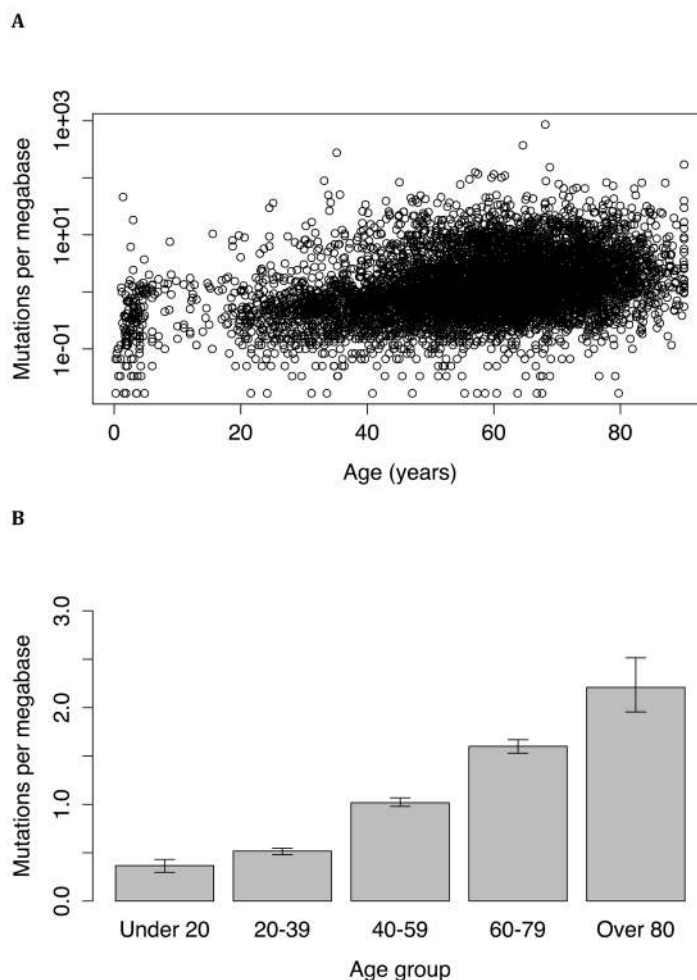 A
Mutations per megabase
1e+03
1e+01
1e-01
0 20 40 60 80
Age (years)
B
Mutations per megabase
3.0
2.0
1.0
0.0
Under 20 20-39 40-59 60-79 Over 80
Age group